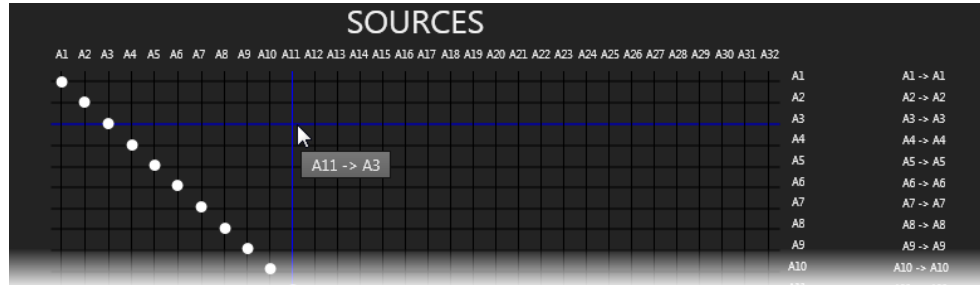 SOURCES
A1 A2 A3 A4 A5 A6 A7 A8 A9 A10 A11 A12 A13 A14 A15 A16 A17 A18 A19 A20 A21 A22 A23 A24 A25 A26 A27 A28 A29 A30 A31 A32
A1 A1 -> A1
A2 A2 -> A2
A3 A3 -> A3
A4 A4 -> A4
A11 -> A3
A5 A5 -> A5
A6 A6 -> A6
A7 A7 -> A7
A8 A8 -> A8
A9 A9 -> A9
A10 A10 -> A10